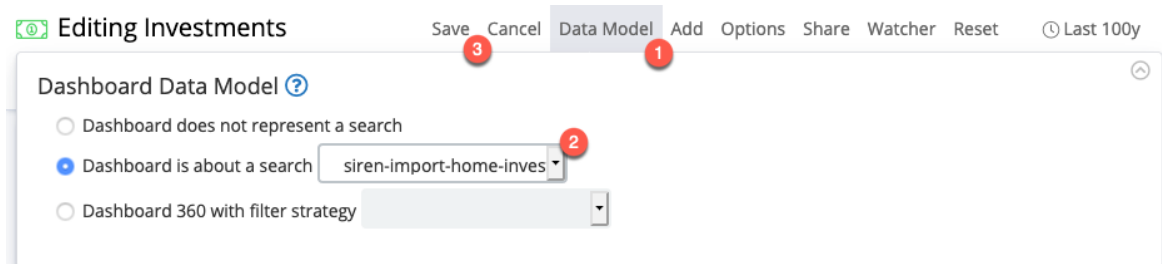 Editing Investments Save Cancel Data Model Add Options Share Watcher Reset Last 100y
3
1
Dashboard Data Model ?
Dashboard does not represent a search
2
Dashboard is about a search siren-import-home-inves
Dashboard 360 with filter strategy